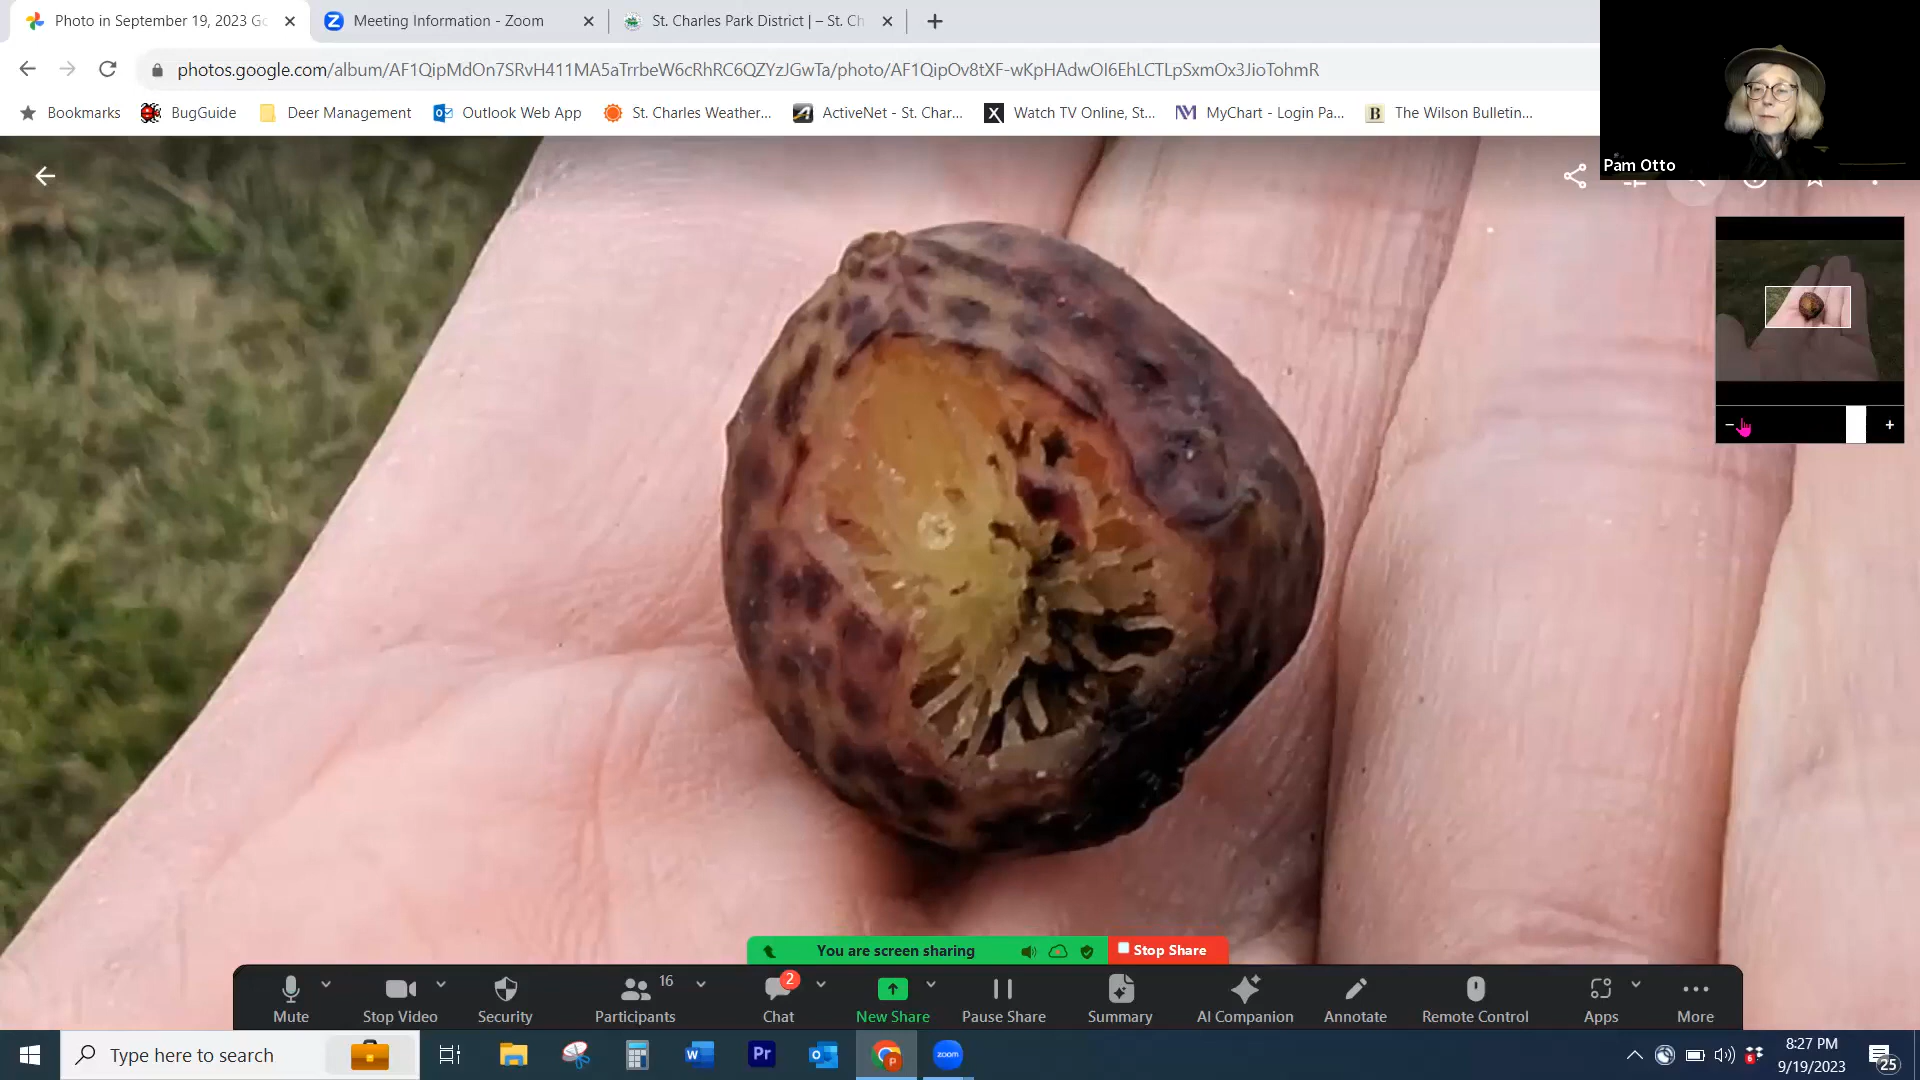 Photo in September 19, 2023 Go
Meeting Information - Zoom
St. Charles Park District | – St. Ch
photos.google.com/album/AF1QipMdOn7SRvH411MA5aTrrbeW6cRhRC6QZYzJGwTa/photo/AF1QipOv8tXF-wKpHAdwOI6EhLCTLpSxmOx3JioTohmR
Bookmarks
BugGuide
Deer Management
Outlook Web App
St. Charles Weather...
ActiveNet - St. Char...
Watch TV Online, St...
MyChart - Login Pa...
The Wilson Bulletin...
Pam Otto
You are screen sharing
Stop Share
Mute
Stop Video
Security
Participants
16
Chat
2
New Share
Pause Share
Summary
AI Companion
Annotate
Remote Control
Apps
More
Type here to search
zoom
8:27 PM
9/19/2023
25